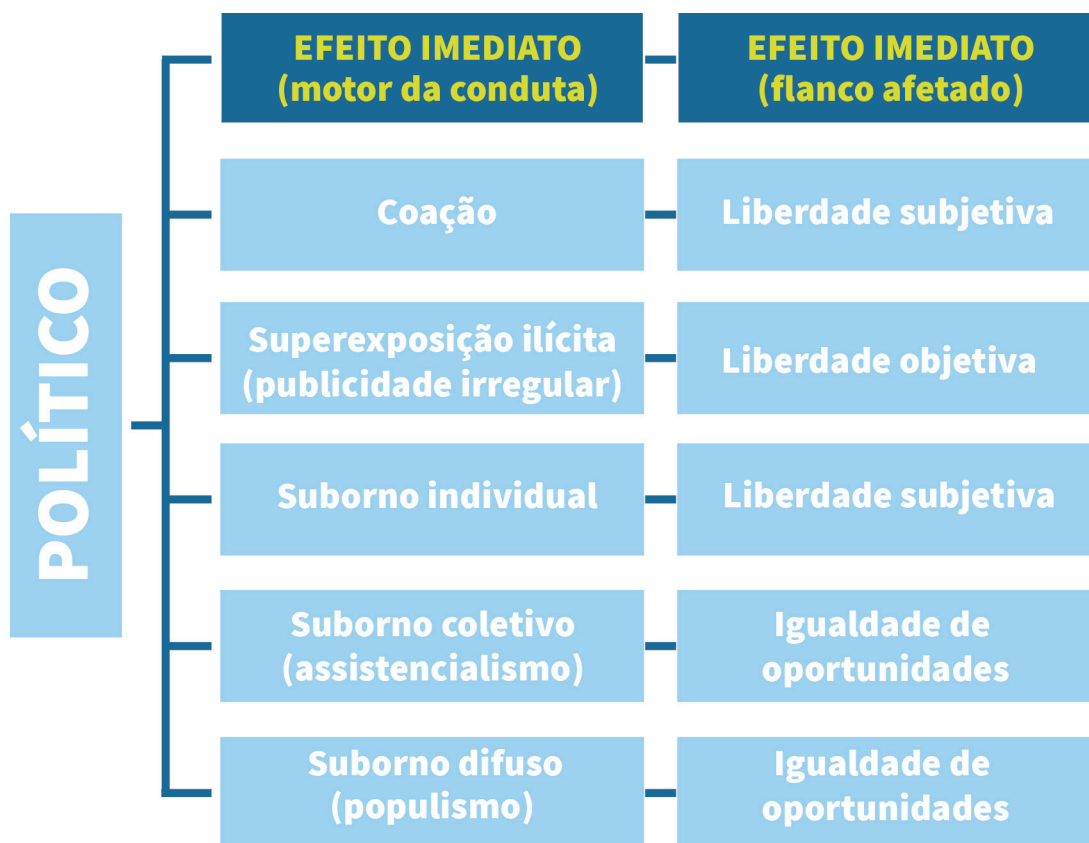 POLÍTICO
EFEITO IMEDIATO
(motor da conduta)
EFEITO IMEDIATO
(flanco afetado)
Coação
Liberdade subjetiva
Superexposição ilícita
(publicidade irregular)
Liberdade objetiva
Suborno individual
Liberdade subjetiva
Suborno coletivo
(assistencialismo)
Igualdade de
oportunidades
Suborno difuso
(populismo)
Igualdade de
oportunidades